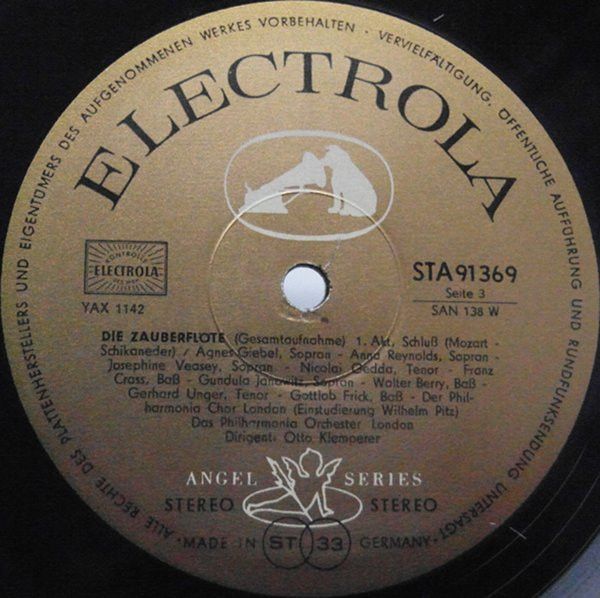 ALLE RECHTE DES PLATTENHERSTELLERS UND EIGENTÜMERS DES AUFGENOMMENEN WERKES VORBEHALTEN · VERVIELFÄLTIGUNG, ÖFFENTLICHE AUFFÜHRUNG UND RUNDFUNKSENDUNG UNTERSAGT
ELECTROLA
KONTROLLE
ELECTROLA
YAX 1142
STA 91369
Seite 3
SAN 138 W
DIE ZAUBERFLÖTE (Gesamtaufnahme) 1. Akt, Schluß (Mozart -
Schikaneder) / Agnes Giebel, Sopran - Anna Reynolds, Sopran -
Josephine Veasey, Sopran - Nicolai Gedda, Tenor - Franz
Crass, Baß - Gundula Janowitz, Sopran - Walter Berry, Baß -
Gerhard Unger, Tenor - Gottlob Frick, Baß - Der Phil-
harmonia Chor London (Einstudierung Wilhelm Pitz)
Das Philharmonia Orchester London
Dirigent: Otto Klemperer
ANGEL SERIES
STEREO STEREO
· MADE · IN ST 33 GERMANY ·